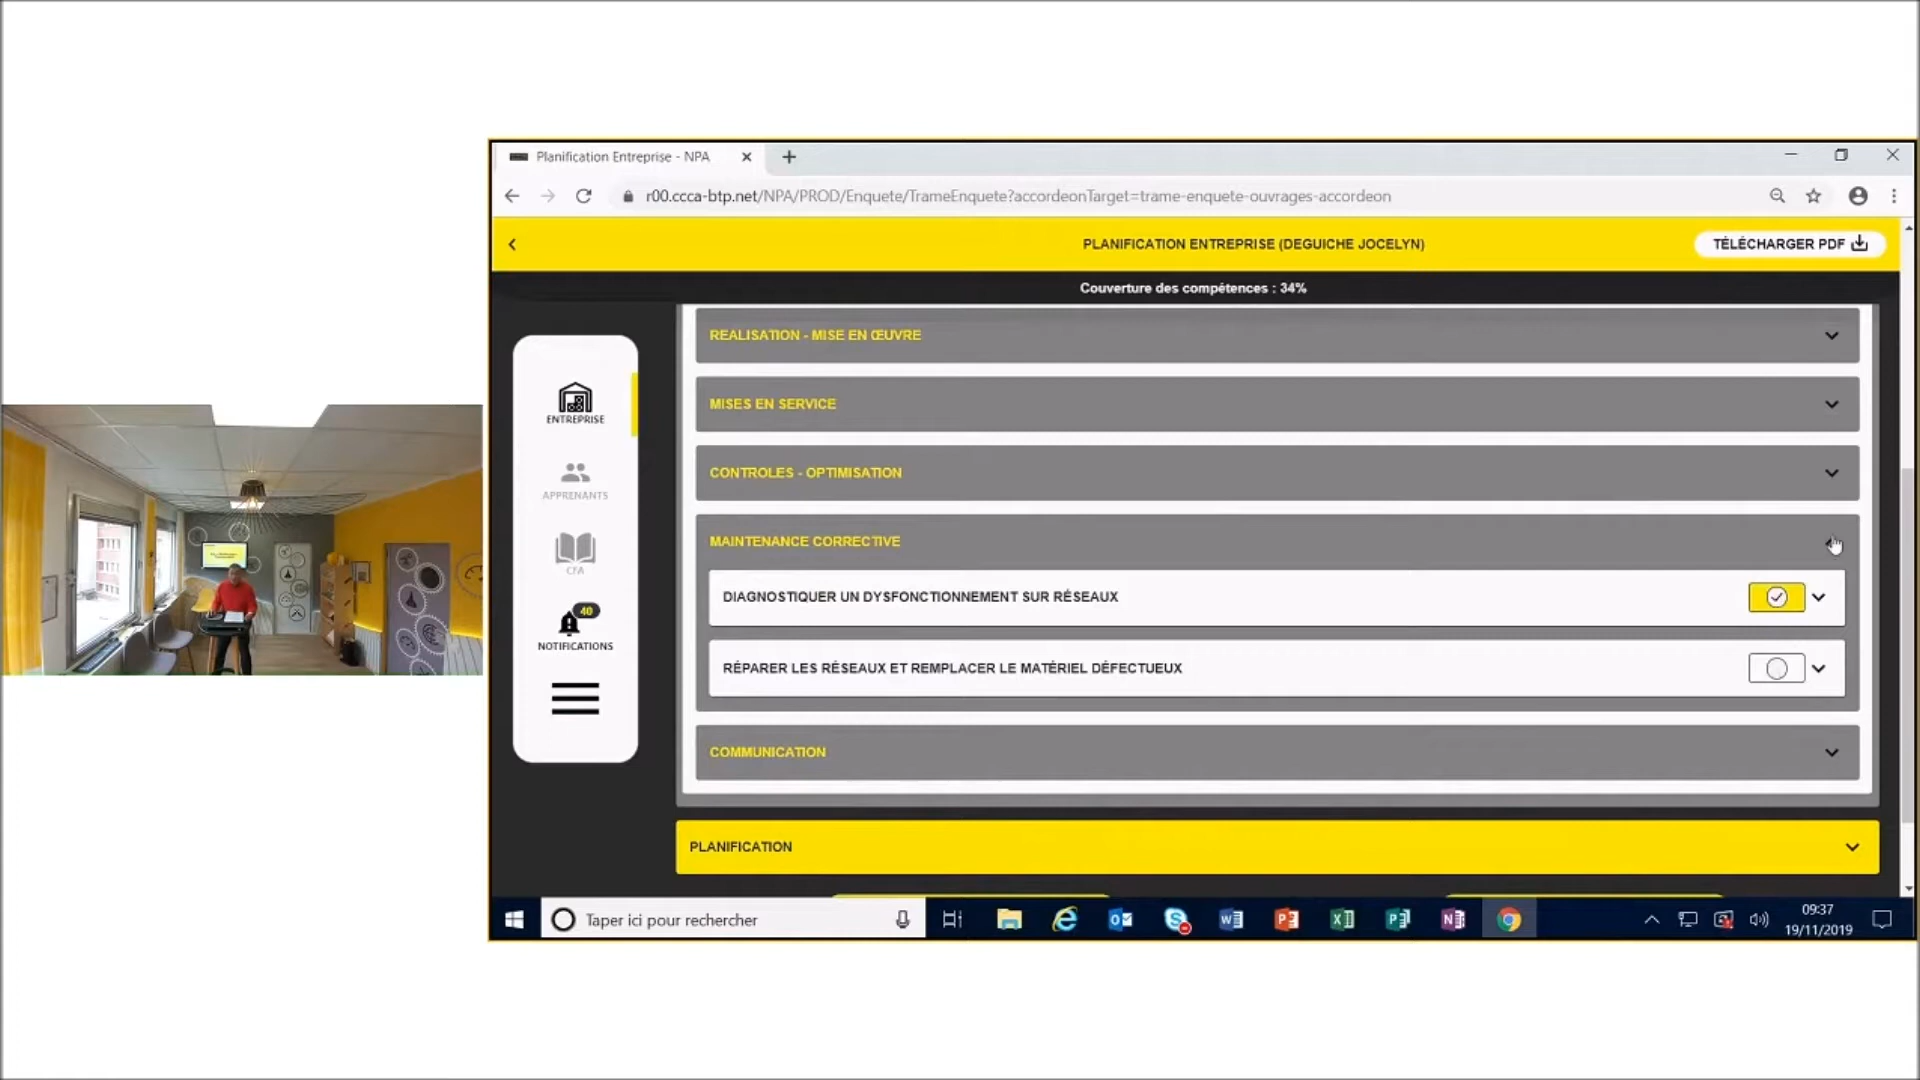 Planification Entreprise - NPA
r00.ccca-btp.net/NPA/PROD/Enquete/TrameEnquete?accordeonTarget=trame-enquete-ouvrages-accordeon
PLANIFICATION ENTREPRISE (DEGUICHE JOCELYN)
TÉLÉCHARGER PDF
Couverture des compétences : 34%
ENTREPRISE
APPRENANTS
CFA
40
NOTIFICATIONS
REALISATION - MISE EN ŒUVRE
MISES EN SERVICE
CONTROLES - OPTIMISATION
MAINTENANCE CORRECTIVE
DIAGNOSTIQUER UN DYSFONCTIONNEMENT SUR RÉSEAUX
RÉPARER LES RÉSEAUX ET REMPLACER LE MATÉRIEL DÉFECTUEUX
COMMUNICATION
PLANIFICATION
Taper ici pour rechercher
09:37
19/11/2019